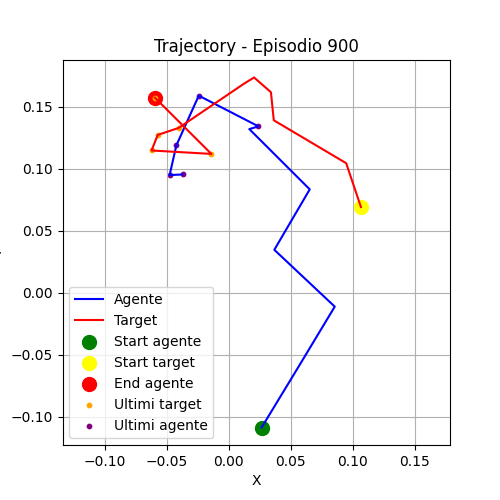 Trajectory - Episodio 900
0.15
0.10
0.05
0.00
−0.05
−0.10
Agente
Target
Start agente
Start target
End agente
Ultimi target
Ultimi agente
−0.10 −0.05 0.00 0.05 0.10 0.15
X